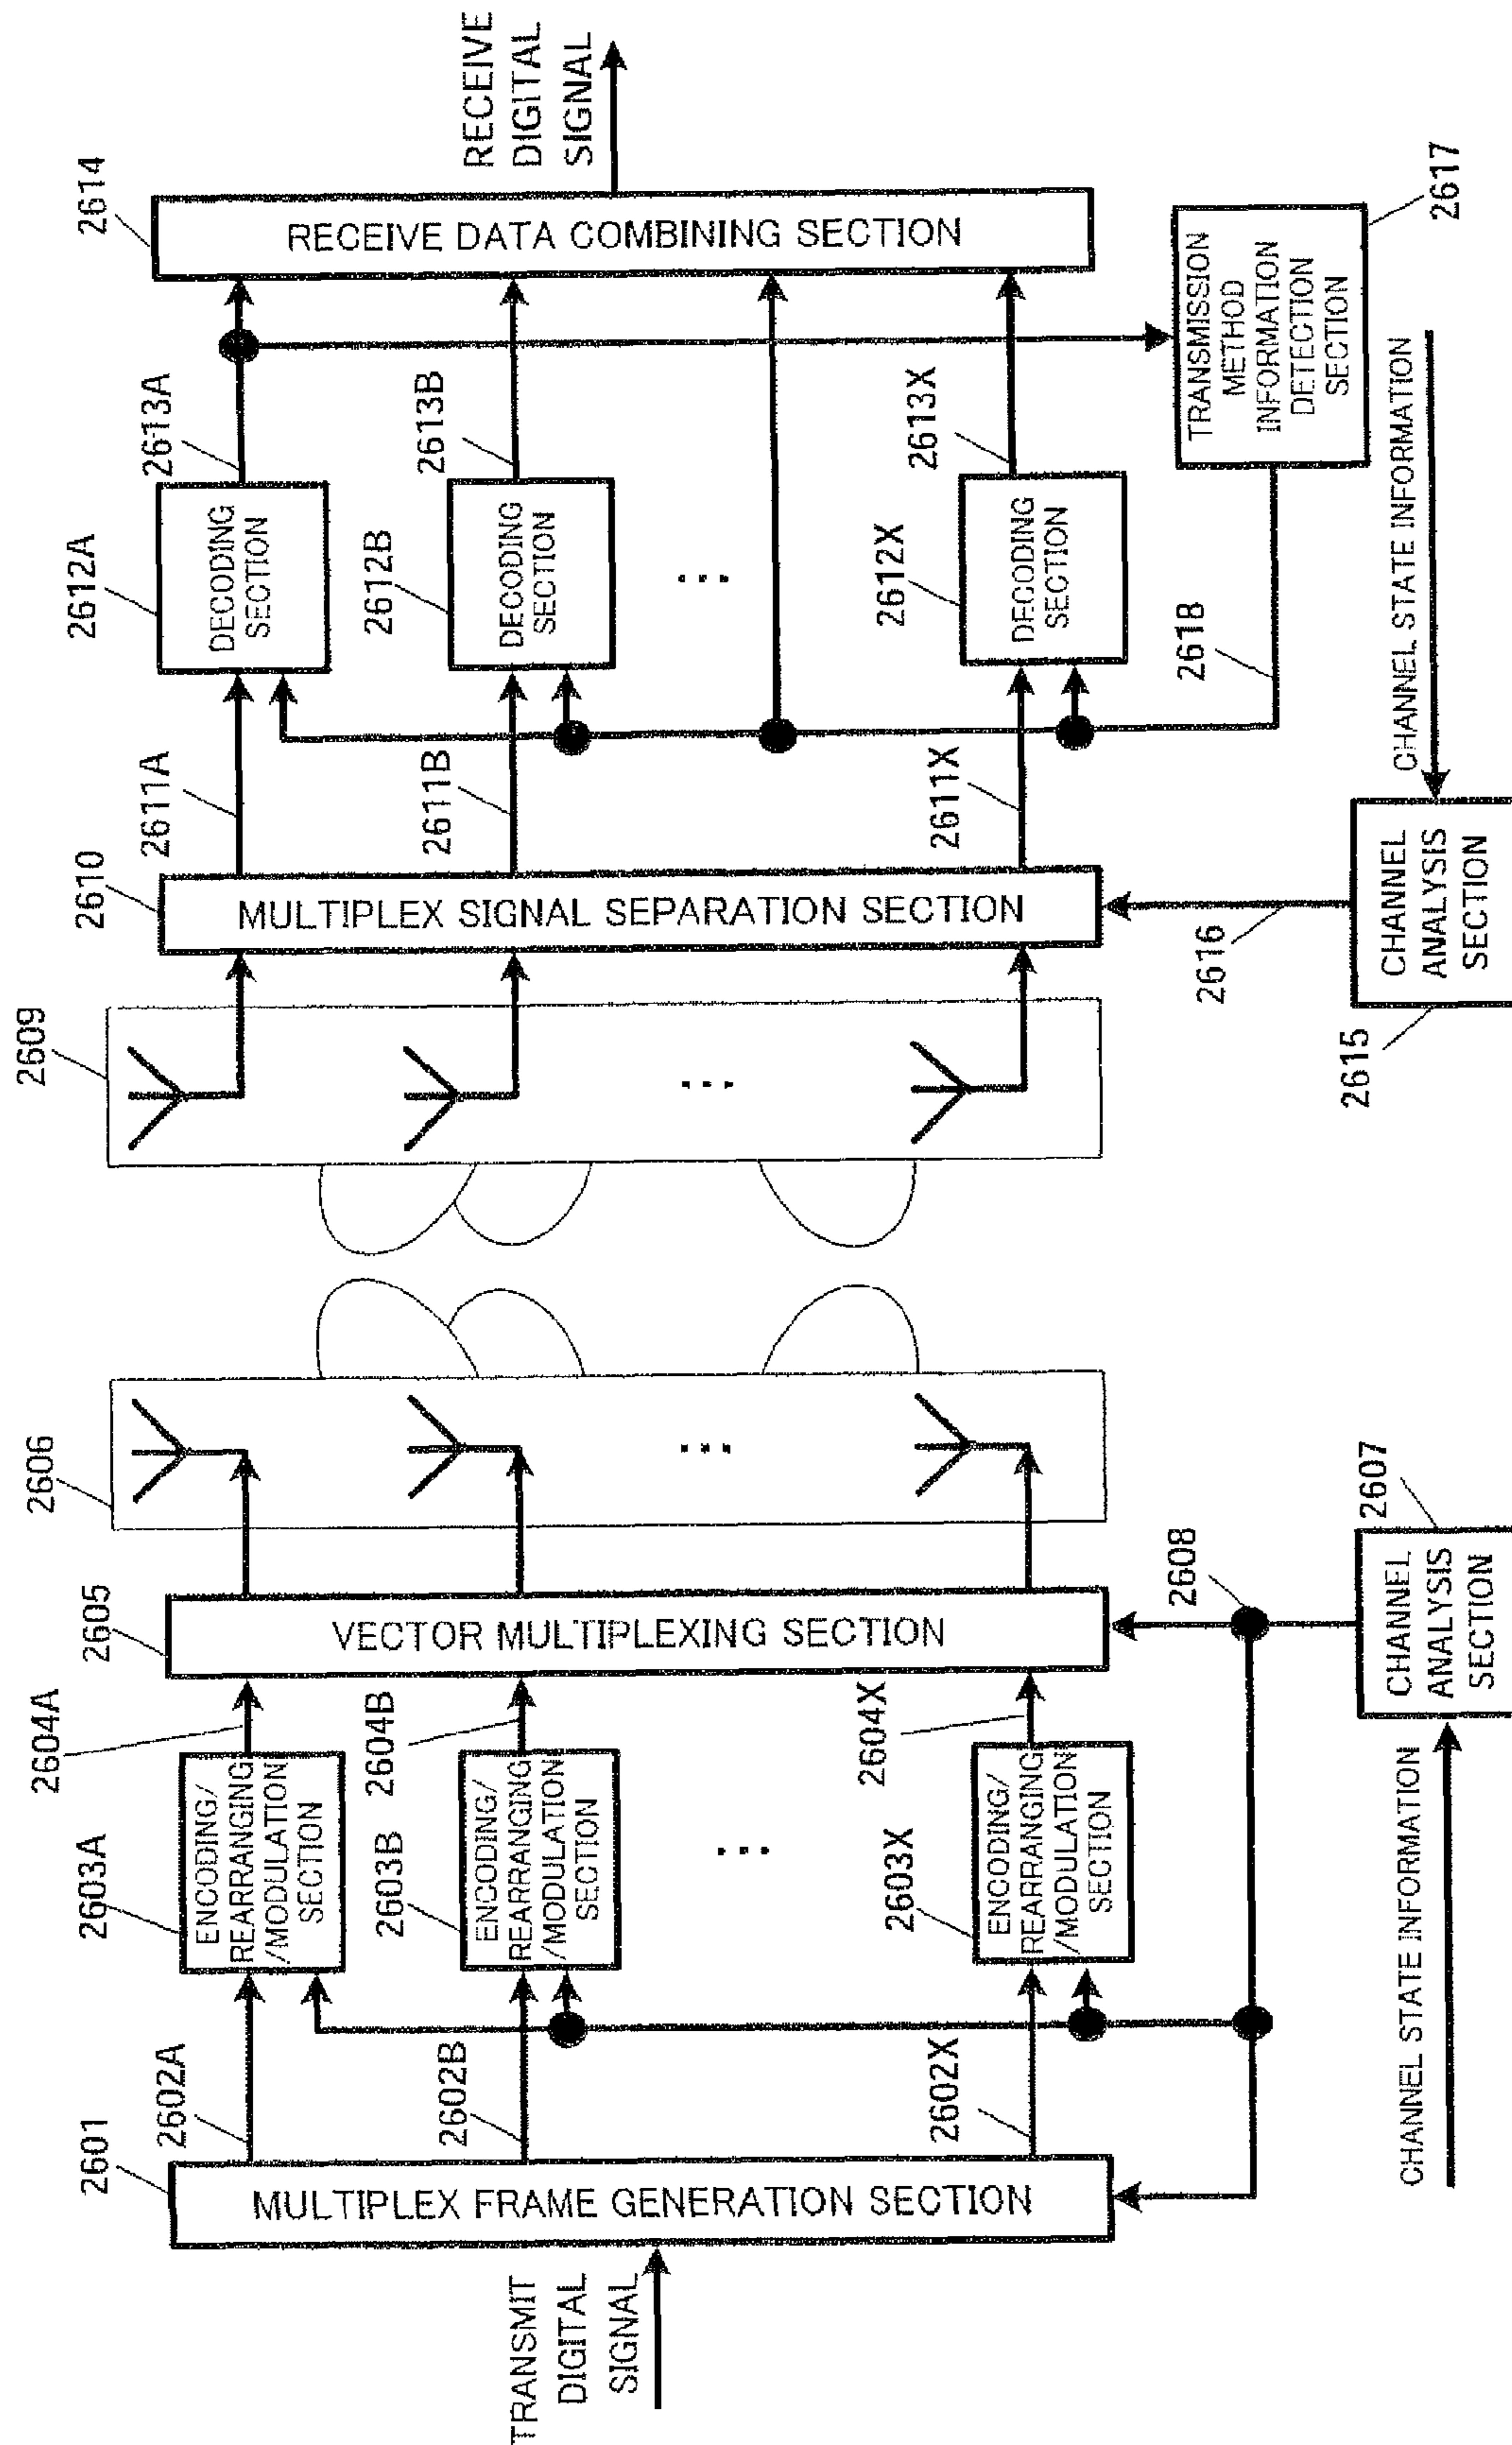 TRANSMIT
DIGITAL
SIGNAL
2601
MULTIPLEX FRAME GENERATION SECTION
2602A
2602B
2602X
2603A
ENCODING/
REARRANGING
/MODULATION
SECTION
2603B
ENCODING/
REARRANGING
/MODULATION
SECTION
...
2603X
ENCODING/
REARRANGING
/MODULATION
SECTION
2604A
2604B
2604X
2605
VECTOR MULTIPLEXING SECTION
2606
...
2608
2607
CHANNEL
ANALYSIS
SECTION
CHANNEL STATE INFORMATION
2609
...
2610
MULTIPLEX SIGNAL SEPARATION SECTION
2611A
2611B
2611X
2612A
DECODING
SECTION
2612B
DECODING
SECTION
...
2612X
DECODING
SECTION
2613A
2613B
2613X
2614
RECEIVE DATA COMBINING SECTION
RECEIVE
DIGITAL
SIGNAL
2615
CHANNEL
ANALYSIS
SECTION
2616
CHANNEL STATE INFORMATION
2617
TRANSMISSION
METHOD
INFORMATION
DETECTION
SECTION
2618